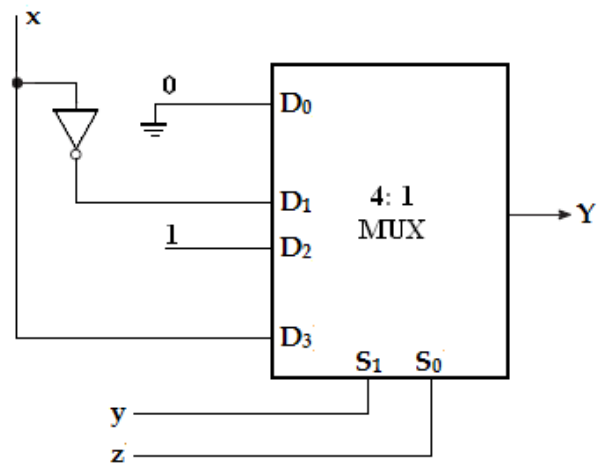 x
0
D₀
D₁
4: 1
MUX
Y
1
D₂
D₃
S₁ S₀
y
z